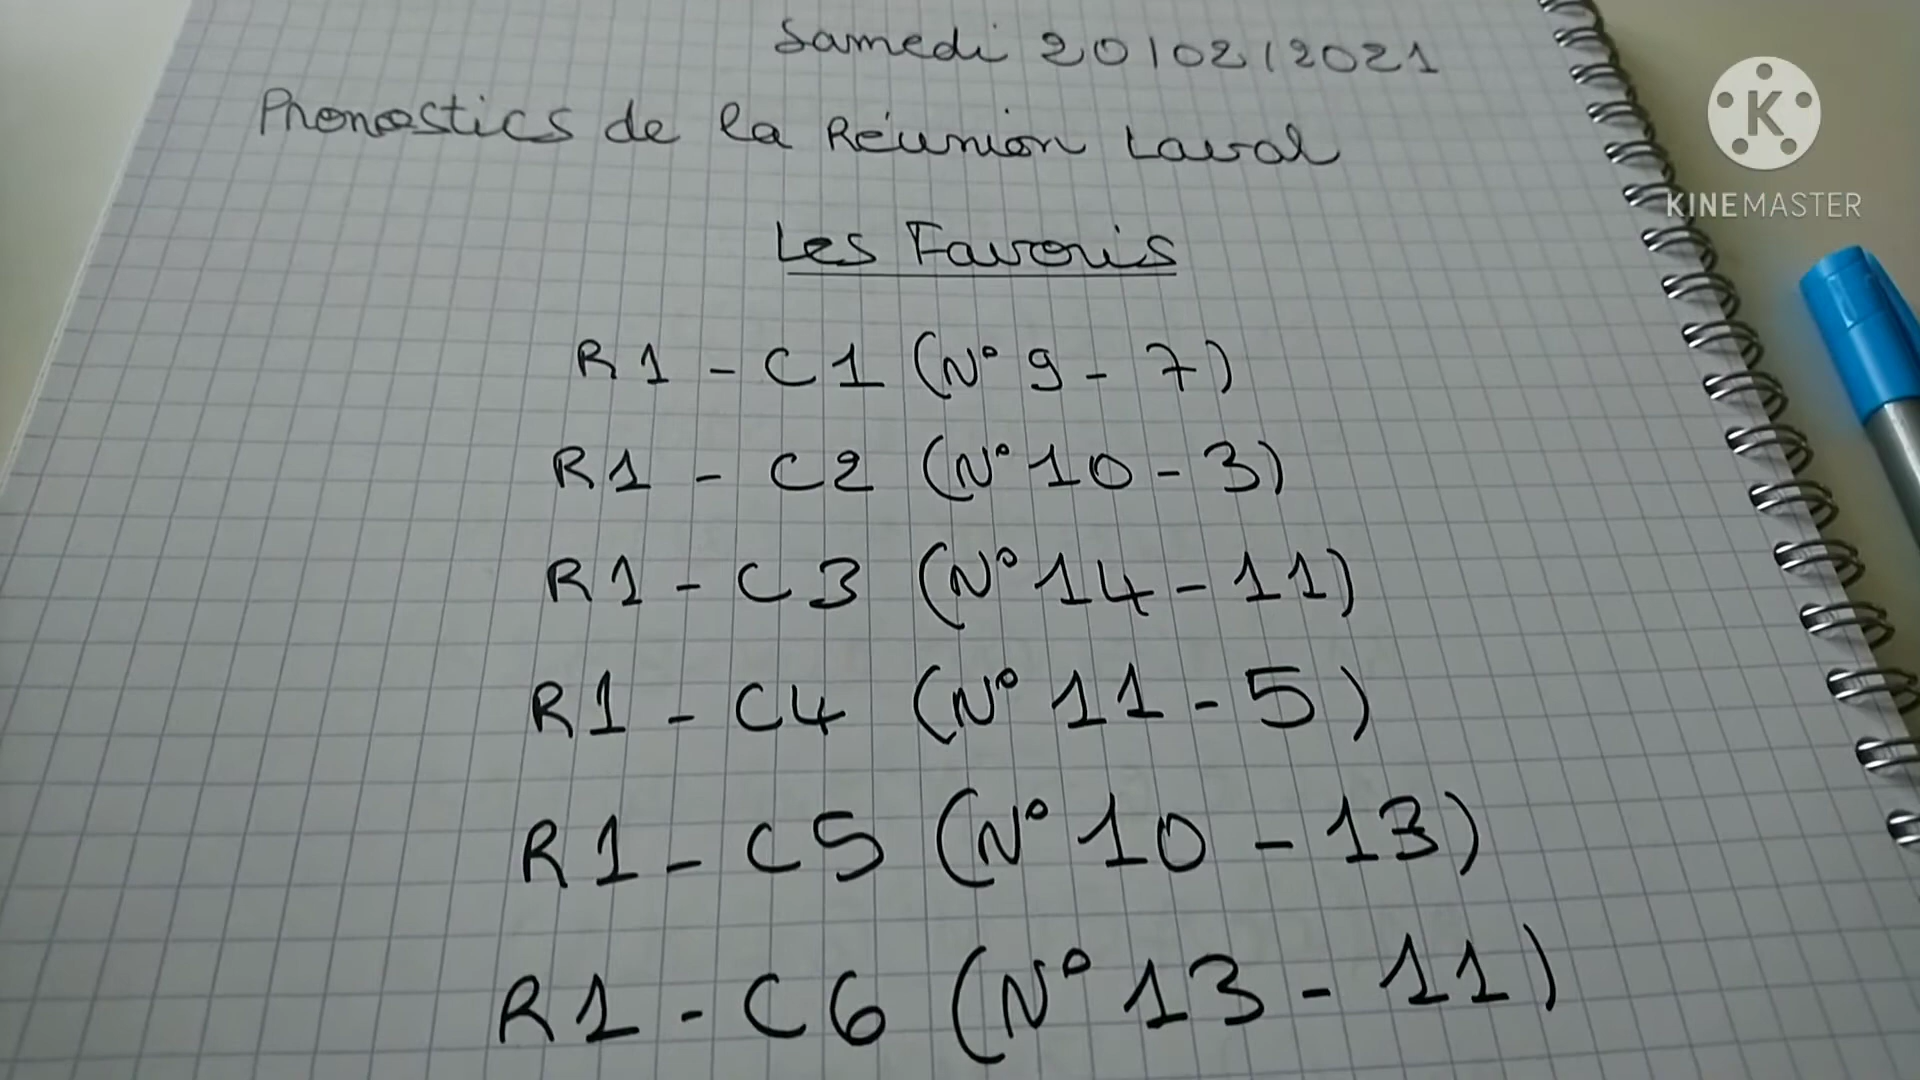 Samedi 20/02/2021
Phonostics de la Réunion Laval
Les Favoris
R1 - C1 (N° 9 - 7)
R1 - C2 (N° 10 - 3)
R1 - C3 (N° 14 - 11)
R1 - C4 (N° 11 - 5)
R1 - C5 (N° 10 - 13)
R1 - C6 (N° 13 - 11)
K
KINEMASTER